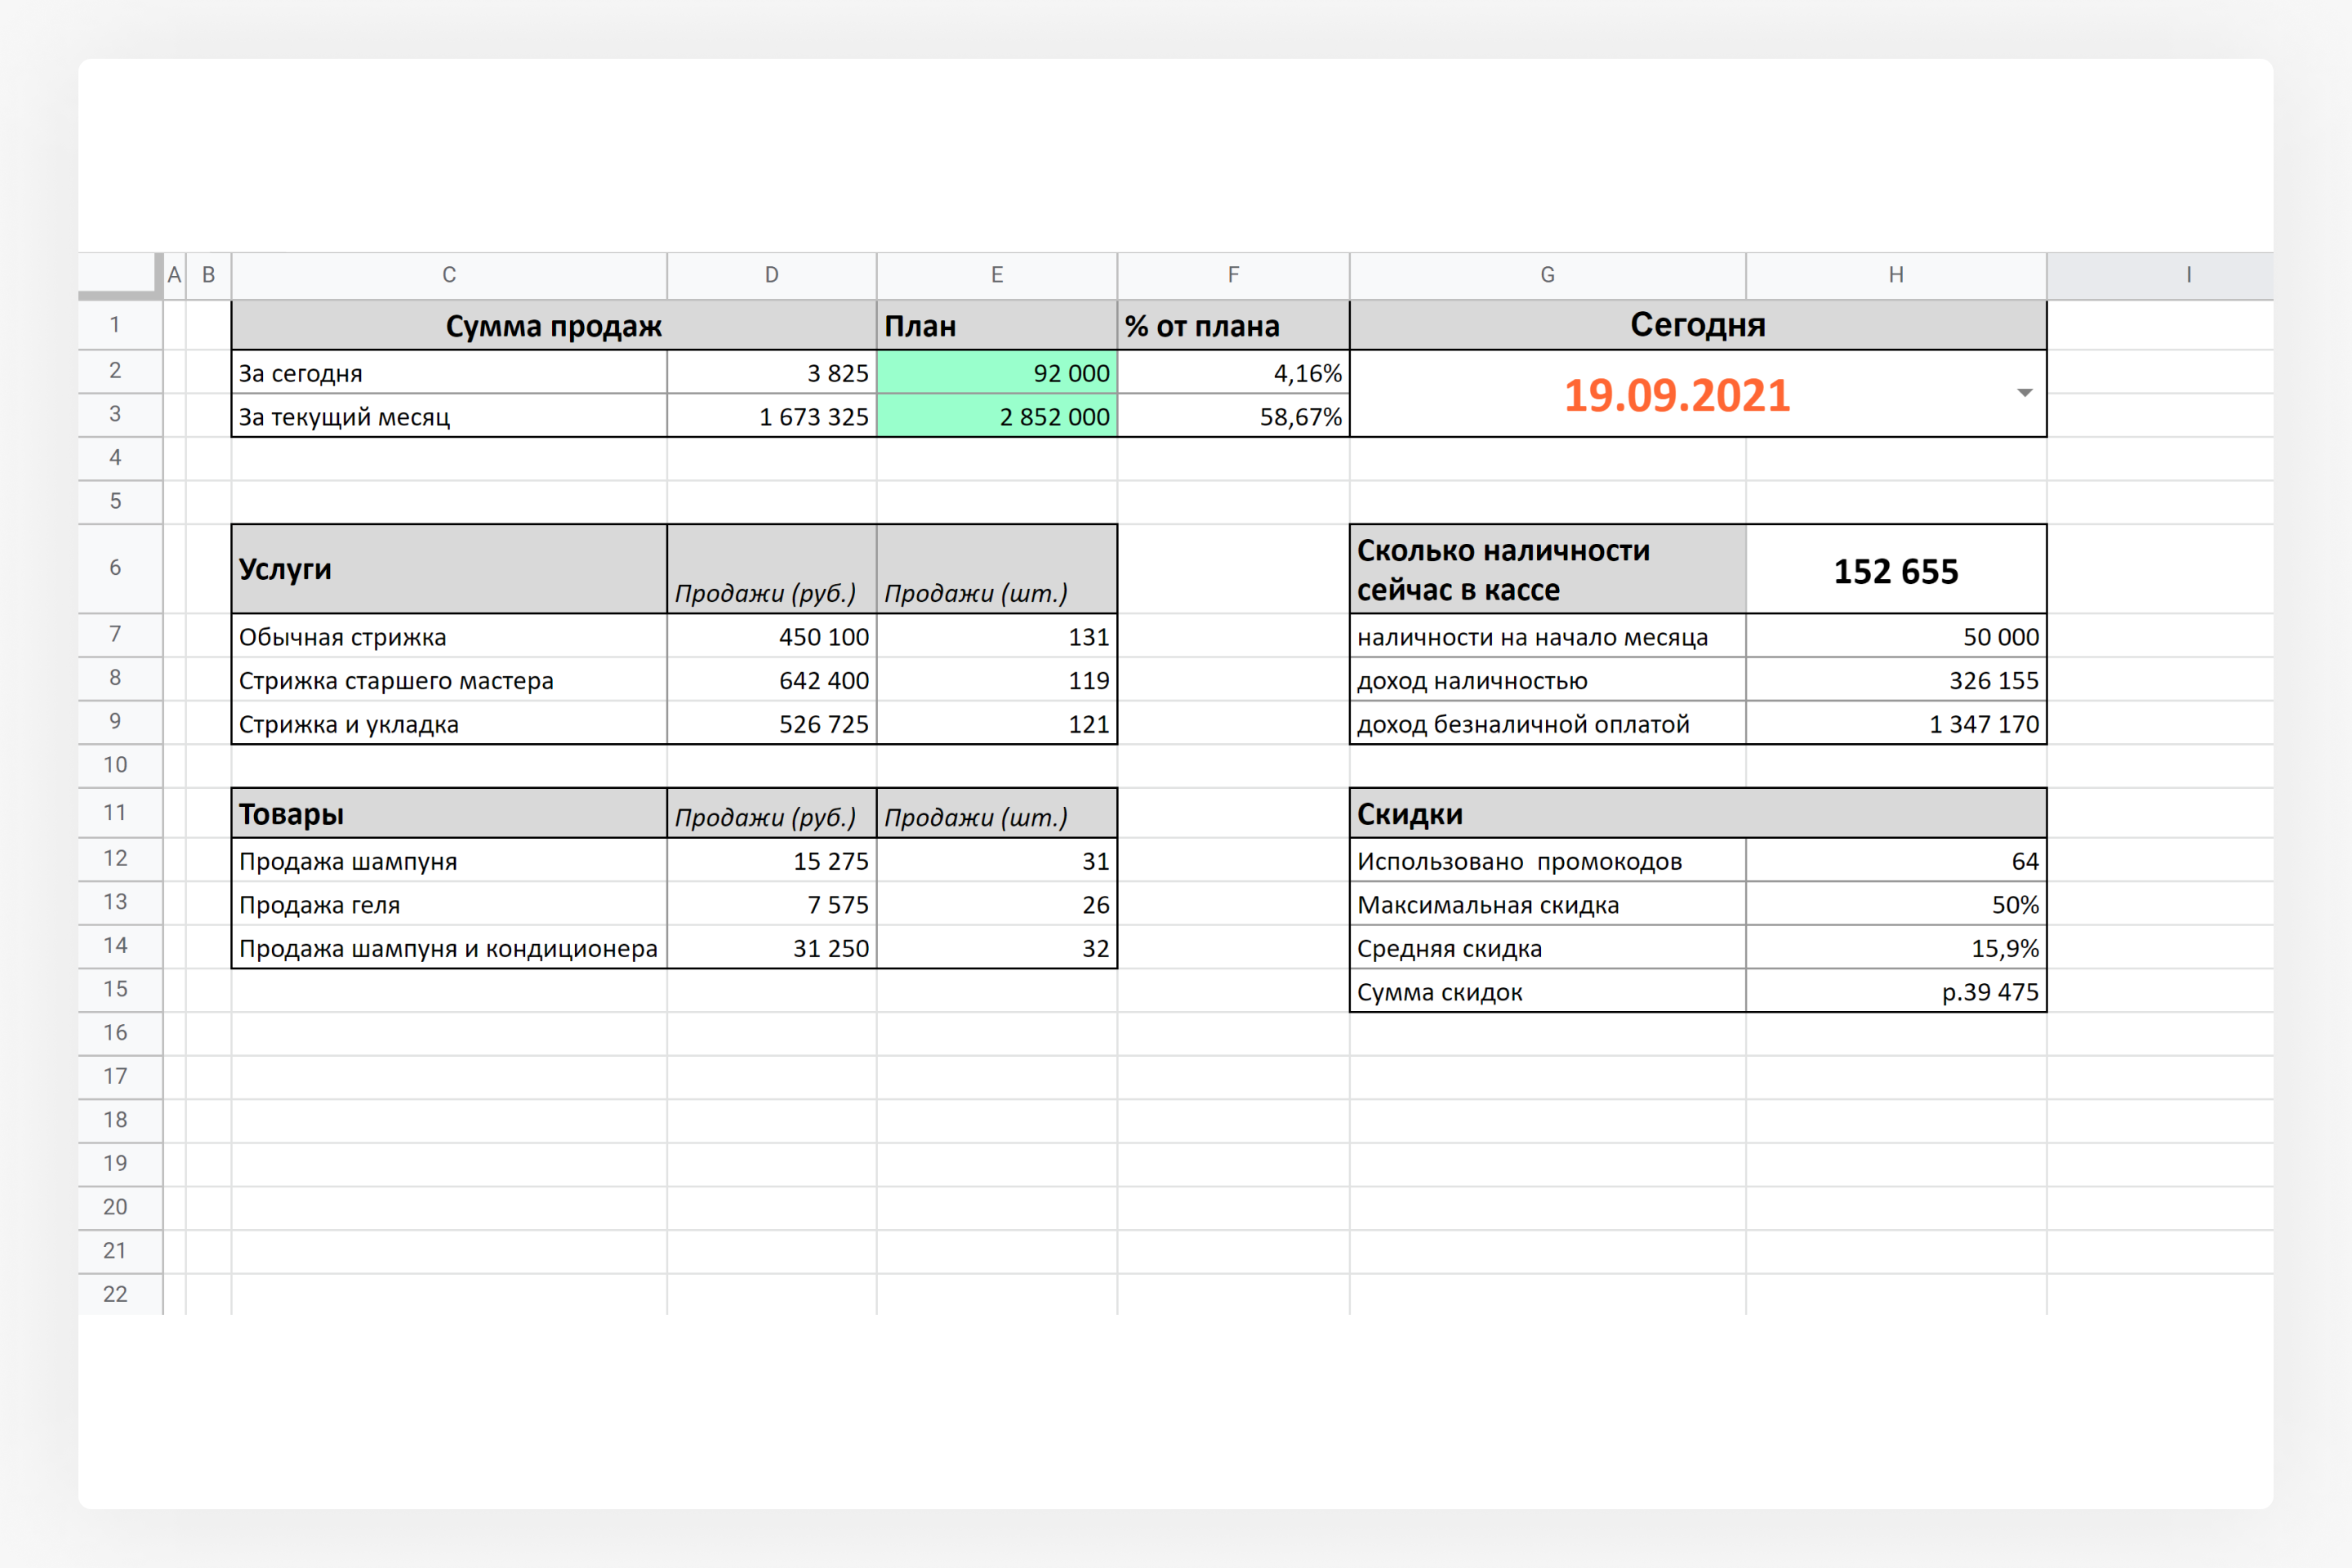 A B C D E F G H I
1 Сумма продаж План % от плана Сегодня
2 За сегодня 3 825 92 000 4,16% 19.09.2021
3 За текущий месяц 1 673 325 2 852 000 58,67%
4
5
6 Услуги Продажи (руб.) Продажи (шт.) Сколько наличности
сейчас в кассе 152 655
7 Обычная стрижка 450 100 131 наличности на начало месяца 50 000
8 Стрижка старшего мастера 642 400 119 доход наличностью 326 155
9 Стрижка и укладка 526 725 121 доход безналичной оплатой 1 347 170
10
11 Товары Продажи (руб.) Продажи (шт.) Скидки
12 Продажа шампуня 15 275 31 Использовано промокодов 64
13 Продажа геля 7 575 26 Максимальная скидка 50%
14 Продажа шампуня и кондиционера 31 250 32 Средняя скидка 15,9%
15 Сумма скидок р.39 475
16
17
18
19
20
21
22